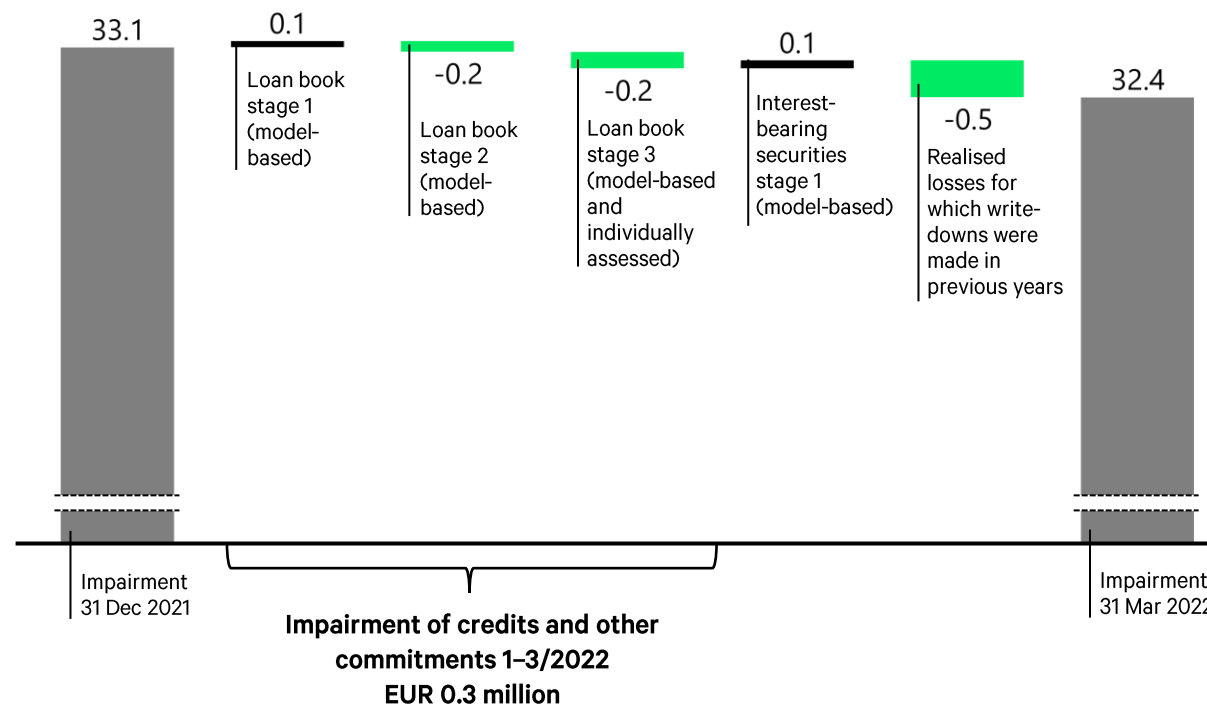 33.1
0.1
Loan book
stage 1
(model-
based)
-0.2
Loan book
stage 2
(model-
based)
-0.2
Loan book
stage 3
(model-based
and
individually
assessed)
0.1
Interest-
bearing
securities
stage 1
(model-based)
-0.5
Realised
losses for
which write-
downs were
made in
previous years
32.4
Impairment
31 Dec 2021
Impairment of credits and other
commitments 1–3/2022
EUR 0.3 million
Impairment
31 Mar 2022